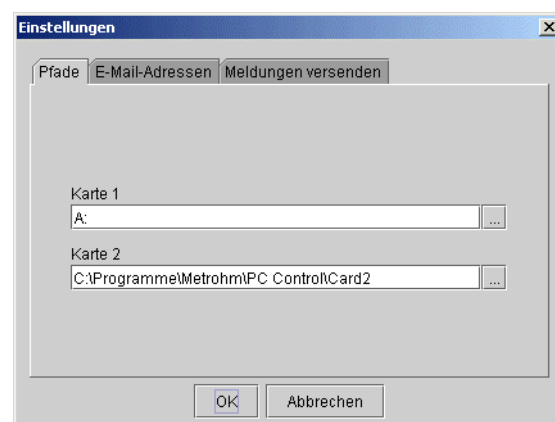 Einstellungen
Pfade E-Mail-Adressen Meldungen versenden
Karte 1
A:
...
Karte 2
C:\Programme\Metrohm\PC Control\Card2
...
OK Abbrechen